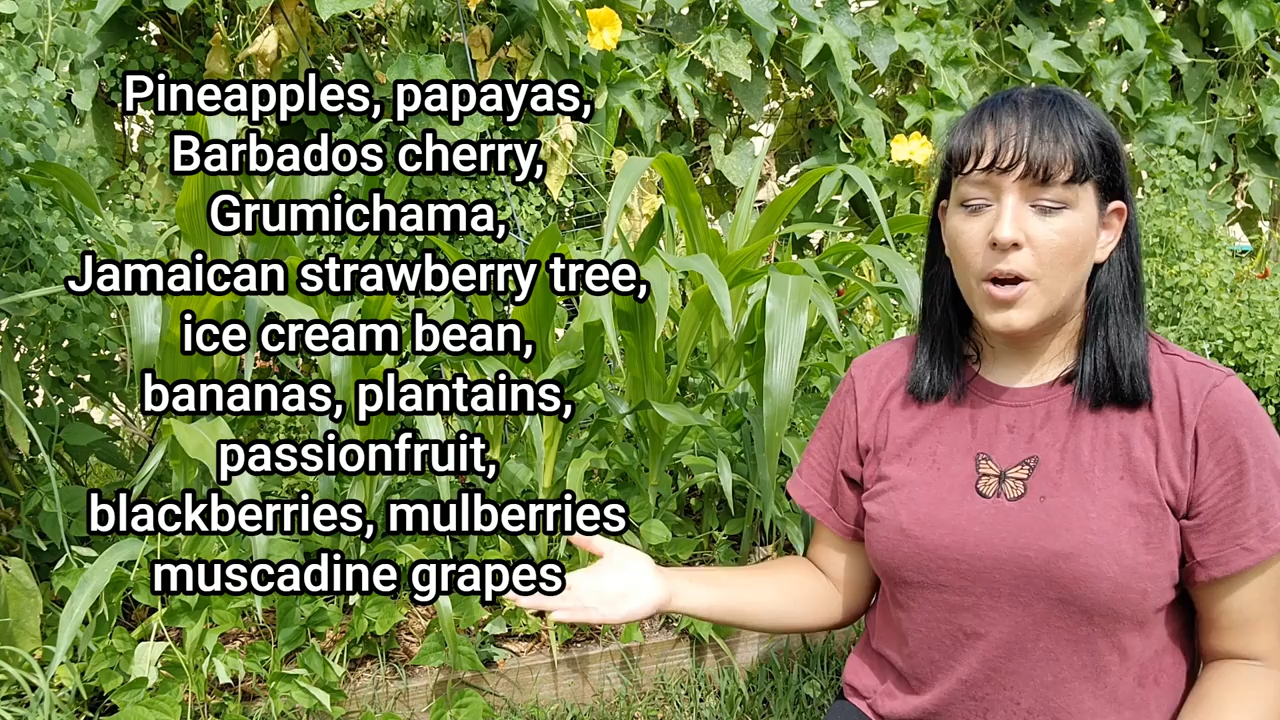 Pineapples, papayas,
Barbados cherry,
Grumichama,
Jamaican strawberry tree,
ice cream bean,
bananas, plantains,
passionfruit,
blackberries, mulberries
muscadine grapes